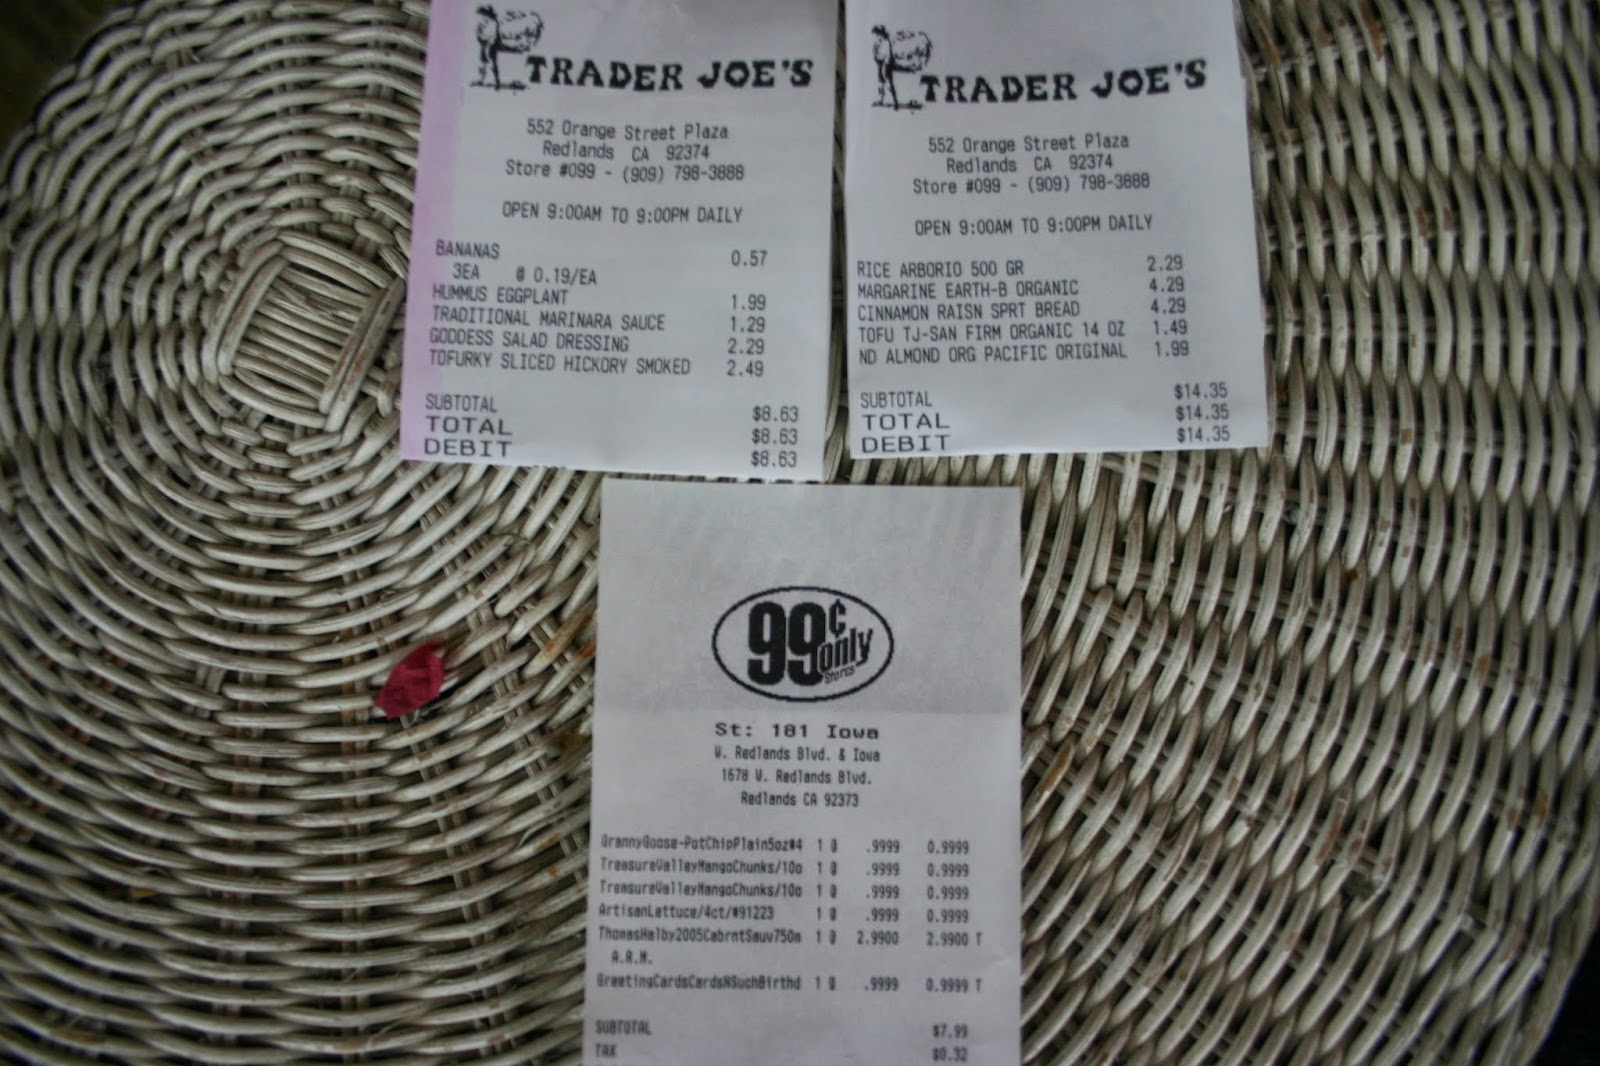 TRADER JOE'S
552 Orange Street Plaza
Redlands CA 92374
Store #099 - (909) 798-3888
OPEN 9:00AM TO 9:00PM DAILY
BANANAS 0.57
3EA @ 0.19/EA
HUMMUS EGGPLANT 1.99
TRADITIONAL MARINARA SAUCE 1.29
GODDESS SALAD DRESSING 2.29
TOFURKY SLICED HICKORY SMOKED 2.49
SUBTOTAL $8.63
TOTAL $8.63
DEBIT $8.63
TRADER JOE'S
552 Orange Street Plaza
Redlands CA 92374
Store #099 - (909) 798-3888
OPEN 9:00AM TO 9:00PM DAILY
RICE ARBORIO 500 GR 2.29
MARGARINE EARTH-B ORGANIC 4.29
CINNAMON RAISN SPRT BREAD 4.29
TOFU TJ-SAN FIRM ORGANIC 14 OZ 1.49
ND ALMOND ORG PACIFIC ORIGINAL 1.99
SUBTOTAL $14.35
TOTAL $14.35
DEBIT $14.35
99¢ only
Stores
St: 181 Iowa
W. Redlands Blvd. & Iowa
1678 W. Redlands Blvd.
Redlands CA 92373
GrannyGoose-PotChipPlain5oz#4 1 @ .9999 0.9999
TreasureValleyMangoChunks/10o 1 @ .9999 0.9999
TreasureValleyMangoChunks/10o 1 @ .9999 0.9999
ArtisanLettuce/4ct/#91223 1 @ .9999 0.9999
ThomasHalby2005CabrntSauv750m 1 @ 2.9900 2.9900 T
A.R.M.
GreetingCardsCardsNSuchBirthd 1 @ .9999 0.9999 T
SUBTOTAL $7.99
TAX $0.32